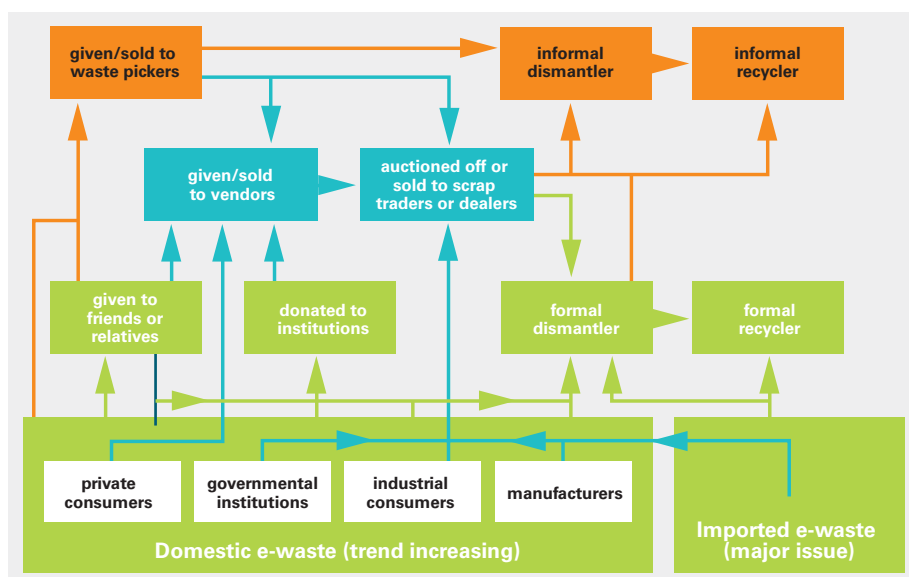 given/sold to
waste pickers
informal
dismantler
informal
recycler
given/sold
to vendors
auctioned off or
sold to scrap
traders or dealers
given to
friends or
relatives
donated to
institutions
formal
dismantler
formal
recycler
private
consumers
governmental
institutions
industrial
consumers
manufacturers
Domestic e-waste (trend increasing)
Imported e-waste
(major issue)